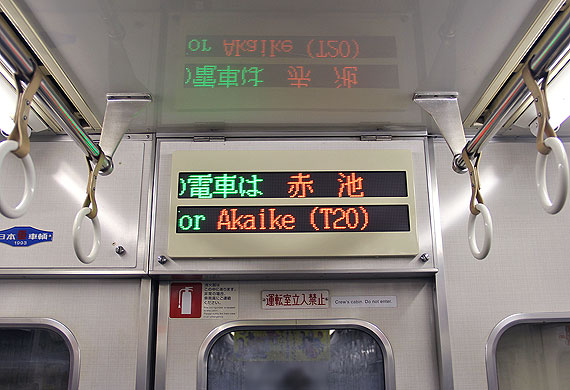 )電車は 赤 池
or Akaike (T20)
日本 車輌
1993
運転室立入禁止
Crew's cabin. Do not enter.